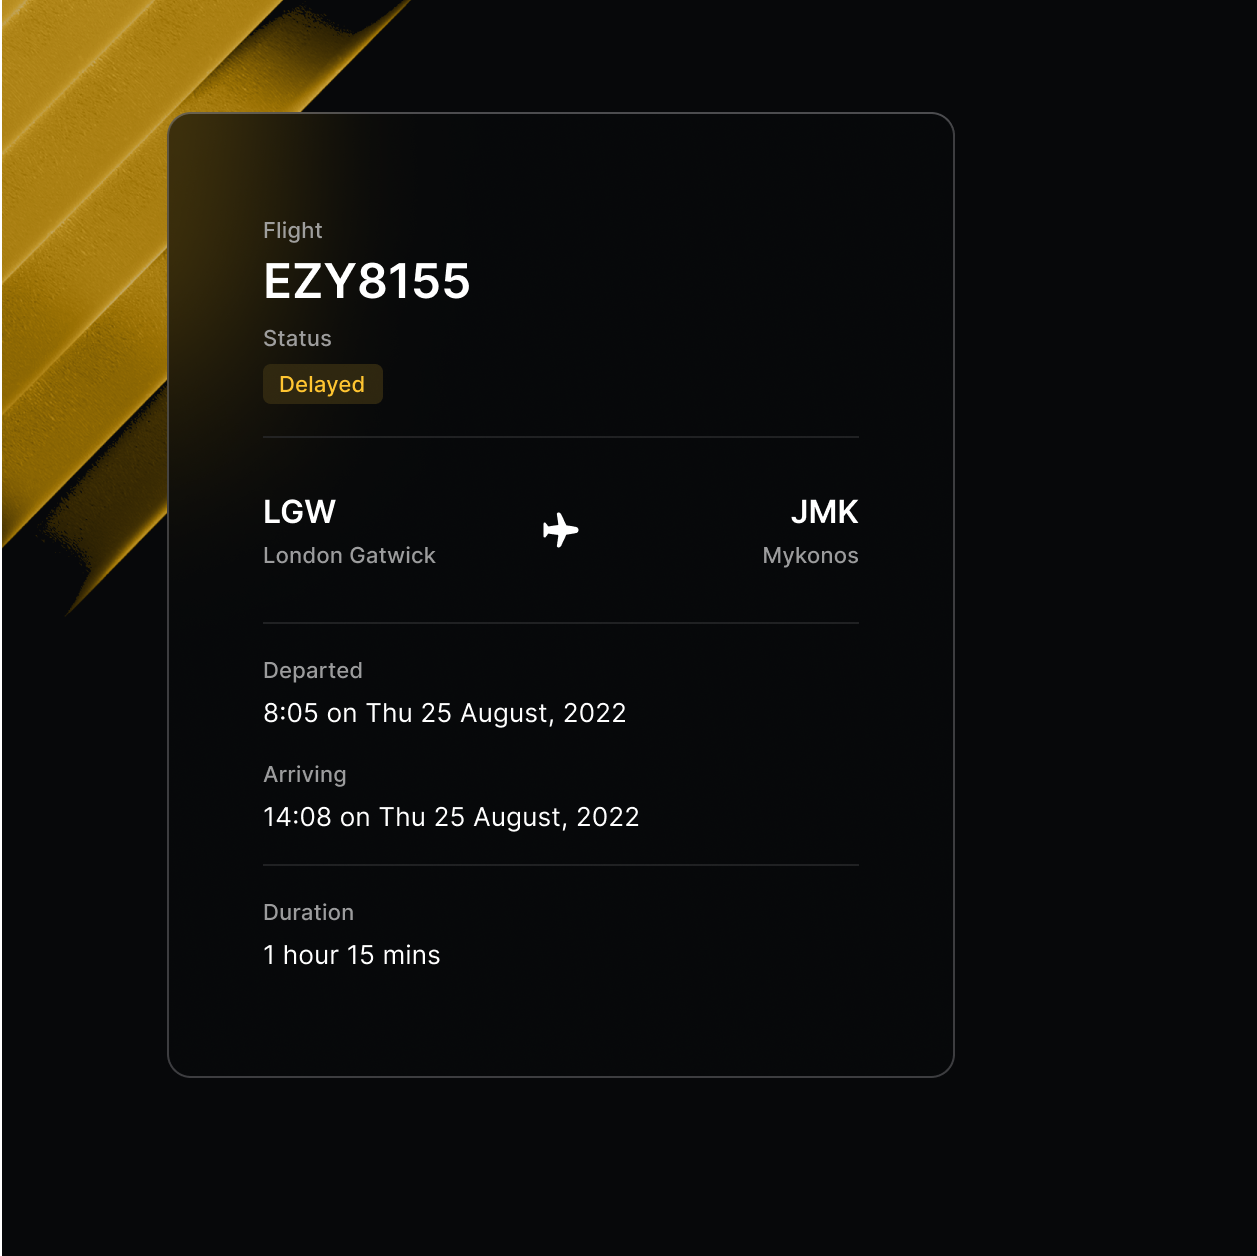 Flight
EZY8155
Status
Delayed
LGW
JMK
London Gatwick
Mykonos
Departed
8:05 on Thu 25 August, 2022
Arriving
14:08 on Thu 25 August, 2022
Duration
1 hour 15 mins